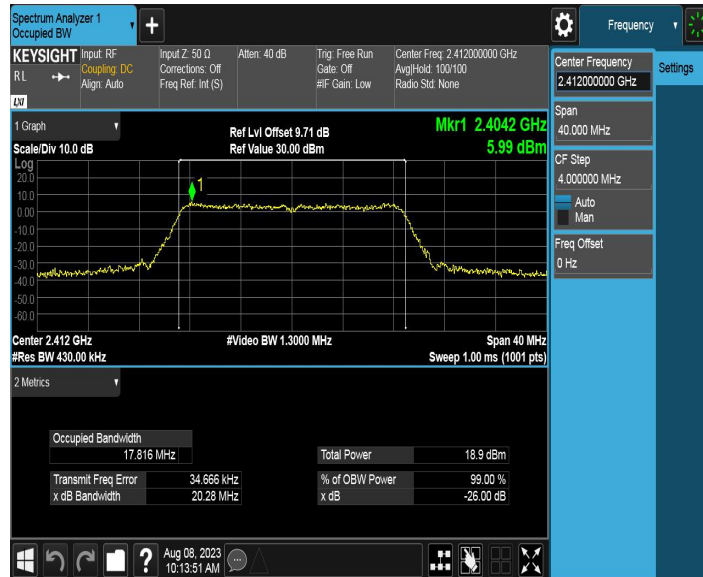 Spectrum Analyzer 1
Occupied BW
+
Frequency
KEYSIGHT
RL
LXI
Input: RF
Coupling: DC
Align: Auto
Input Z: 50 Ω
Corrections: Off
Freq Ref: Int (S)
Atten: 40 dB
Trig: Free Run
Gate: Off
#IF Gain: Low
Center Freq: 2.412000000 GHz
Avg|Hold: 100/100
Radio Std: None
Center Frequency
2.412000000 GHz
Settings
Span
40.000 MHz
CF Step
4.000000 MHz
Auto
Man
Freq Offset
0 Hz
1 Graph
Scale/Div 10.0 dB
Ref Lvl Offset 9.71 dB
Ref Value 30.00 dBm
Mkr1 2.4042 GHz
5.99 dBm
Log
20.0
10.0
0.00
-10.0
-20.0
-30.0
-40.0
-50.0
-60.0
1
Center 2.412 GHz
#Res BW 430.00 kHz
#Video BW 1.3000 MHz
Span 40 MHz
Sweep 1.00 ms (1001 pts)
2 Metrics
Occupied Bandwidth
17.816 MHz
Total Power 18.9 dBm
Transmit Freq Error 34.666 kHz
% of OBW Power 99.00 %
x dB Bandwidth 20.28 MHz
x dB -26.00 dB
?
Aug 08, 2023
10:13:51 AM